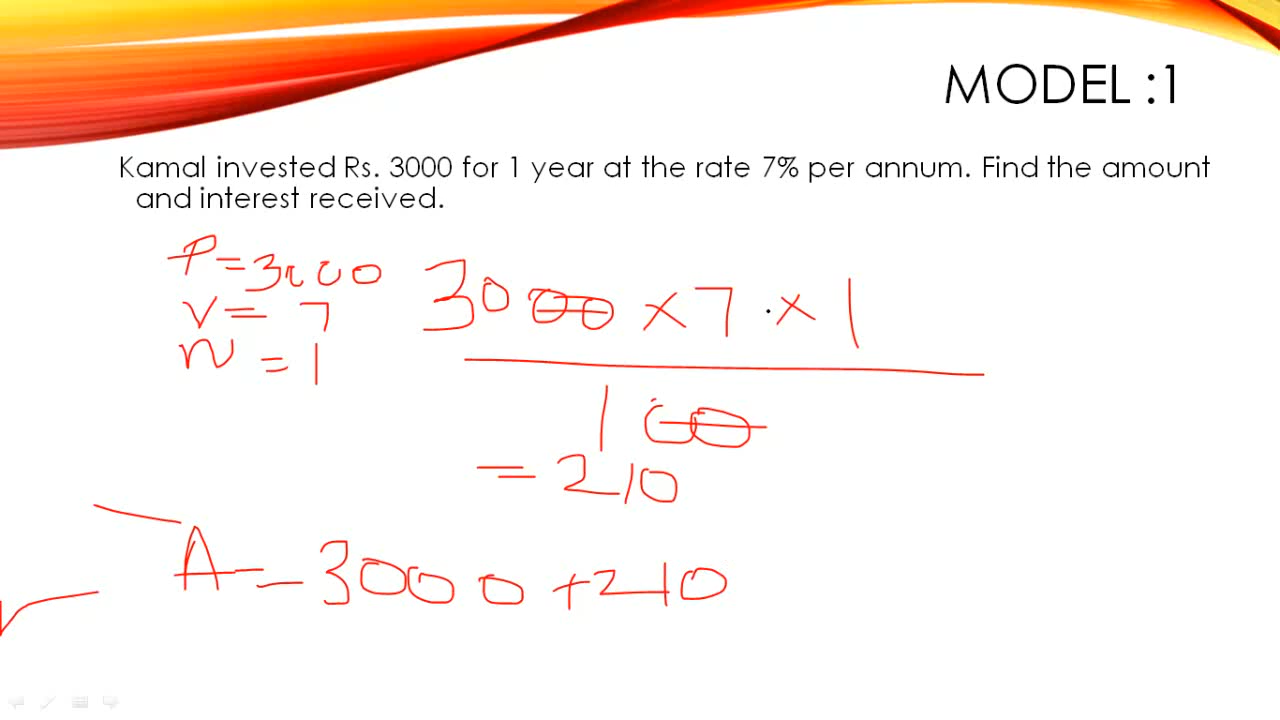 MODEL :1
Kamal invested Rs. 3000 for 1 year at the rate 7% per annum. Find the amount
and interest received.
P = 3000
r = 7
n = 1
3000 × 7 × 1
100
= 210
A = 3000 + 210